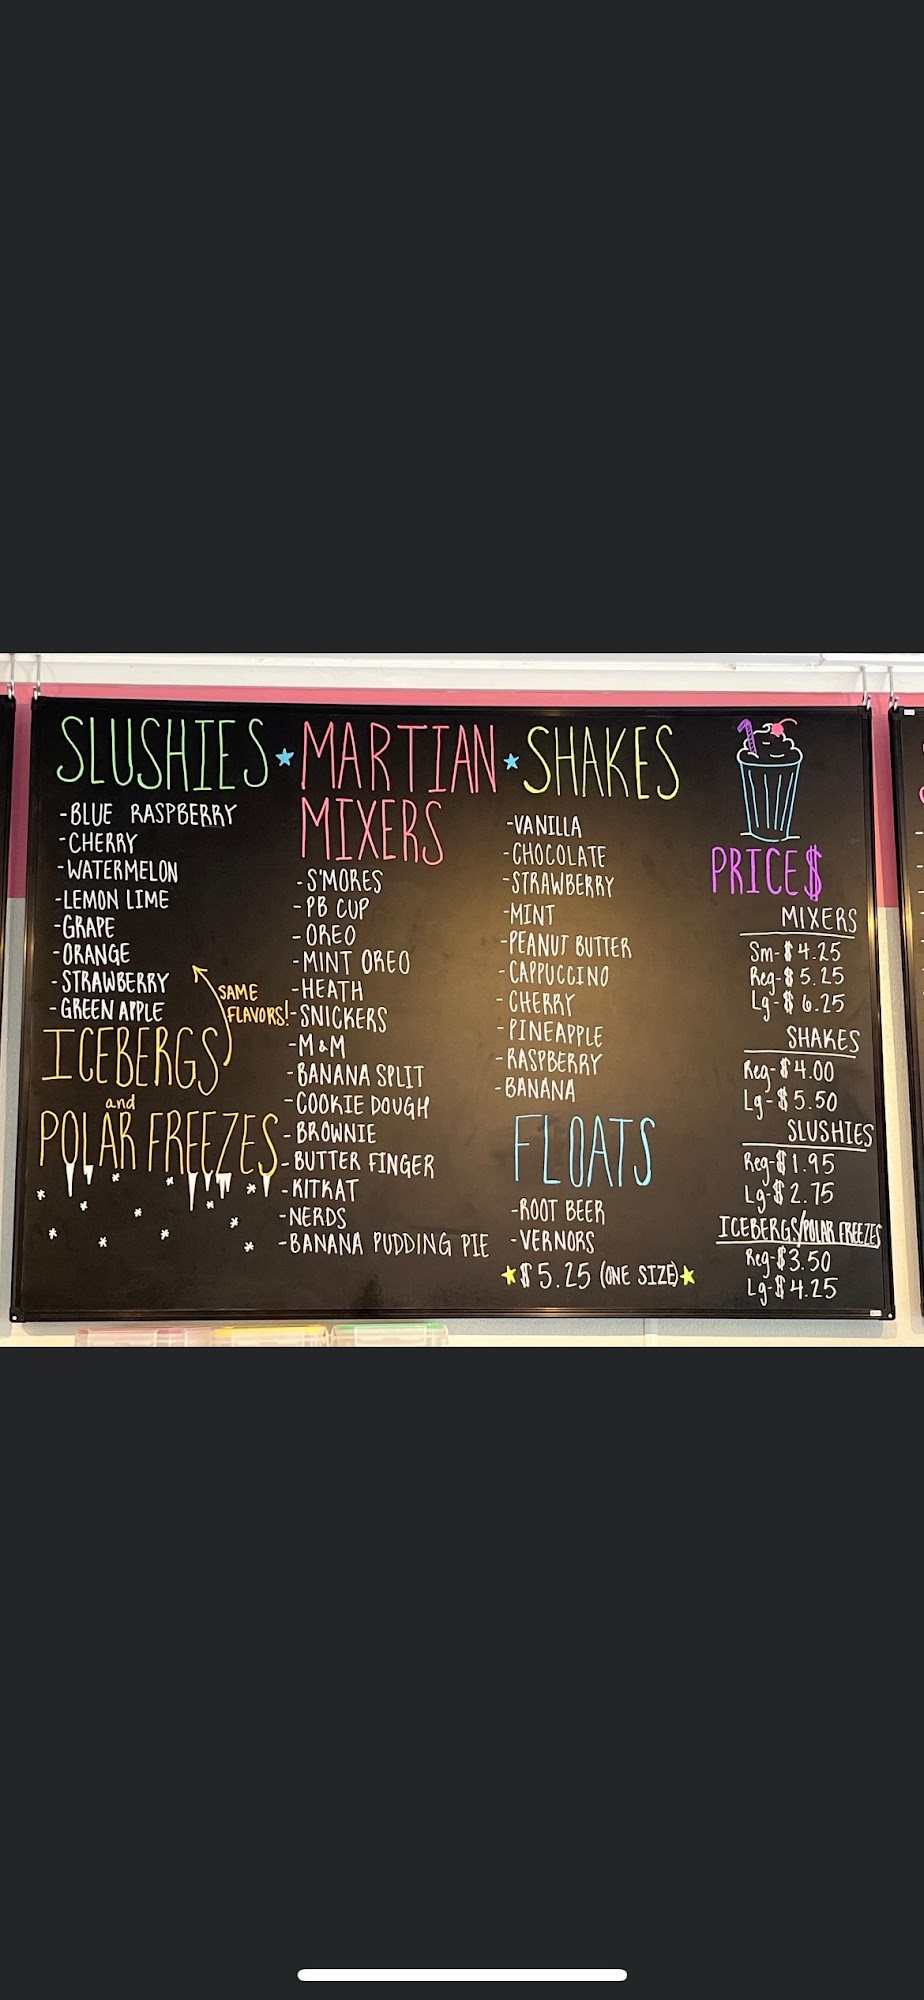 SLUSHIES
-BLUE RASPBERRY
-CHERRY
-WATERMELON
-LEMON LIME
-GRAPE
-ORANGE
-STRAWBERRY
-GREEN APPLE
ICEBERGS
and
POLAR FREEZES
SAME
FLAVORS!
MARTIAN
MIXERS
-S'MORES
-PB CUP
-OREO
-MINT OREO
-HEATH
-SNICKERS
-M&M
-BANANA SPLIT
-COOKIE DOUGH
-BROWNIE
-BUTTER FINGER
-KITKAT
-NERDS
-BANANA PUDDING PIE
SHAKES
-VANILLA
-CHOCOLATE
-STRAWBERRY
-MINT
-PEANUT BUTTER
-CAPPUCCINO
-CHERRY
-PINEAPPLE
-RASPBERRY
-BANANA
FLOATS
-ROOT BEER
-VERNORS
$5.25 (ONE SIZE)
PRICE$
MIXERS
Sm-$4.25
Reg-$5.25
Lg-$6.25
SHAKES
Reg-$4.00
Lg-$5.50
SLUSHIES
Reg-$1.95
Lg-$2.75
ICEBERGS/POLAR FREEZES
Reg-$3.50
Lg-$4.25